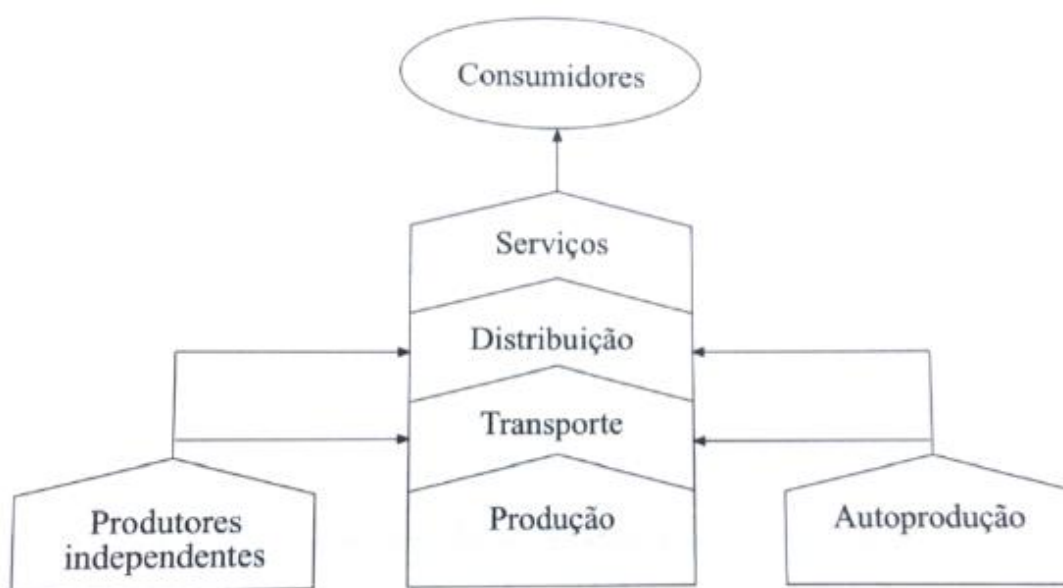 Consumidores
Serviços
Distribuição
Transporte
Produtores
independentes
Produção
Autoprodução